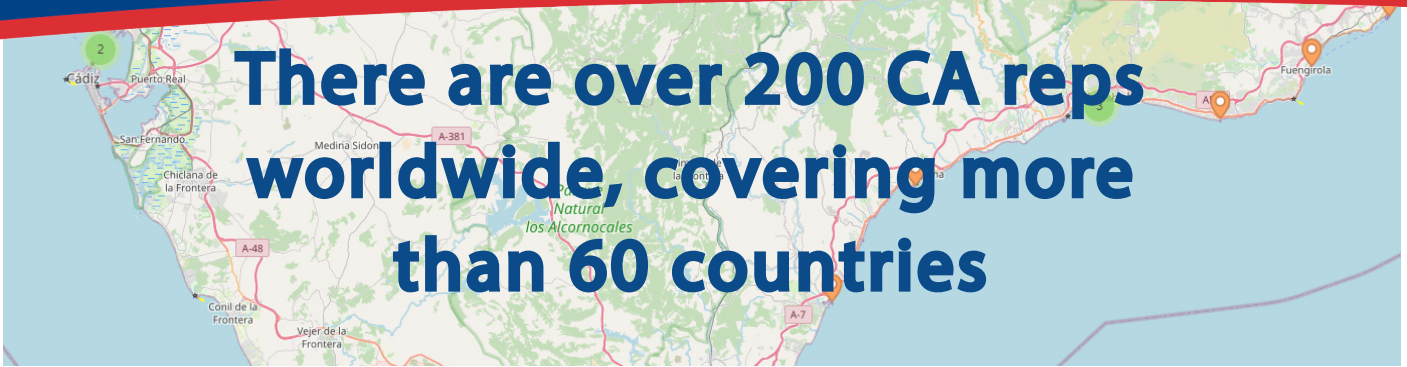 There are over 200 CA reps
worldwide, covering more
than 60 countries
2
Cádiz
Puerto Real
Fuengirola
3
San Fernando
A-381
Medina Sidon
Chiclana de
la Frontera
Natural
los Alcornocales
A-48
Conil de la
Frontera
A-7
Vejer de la
Frontera